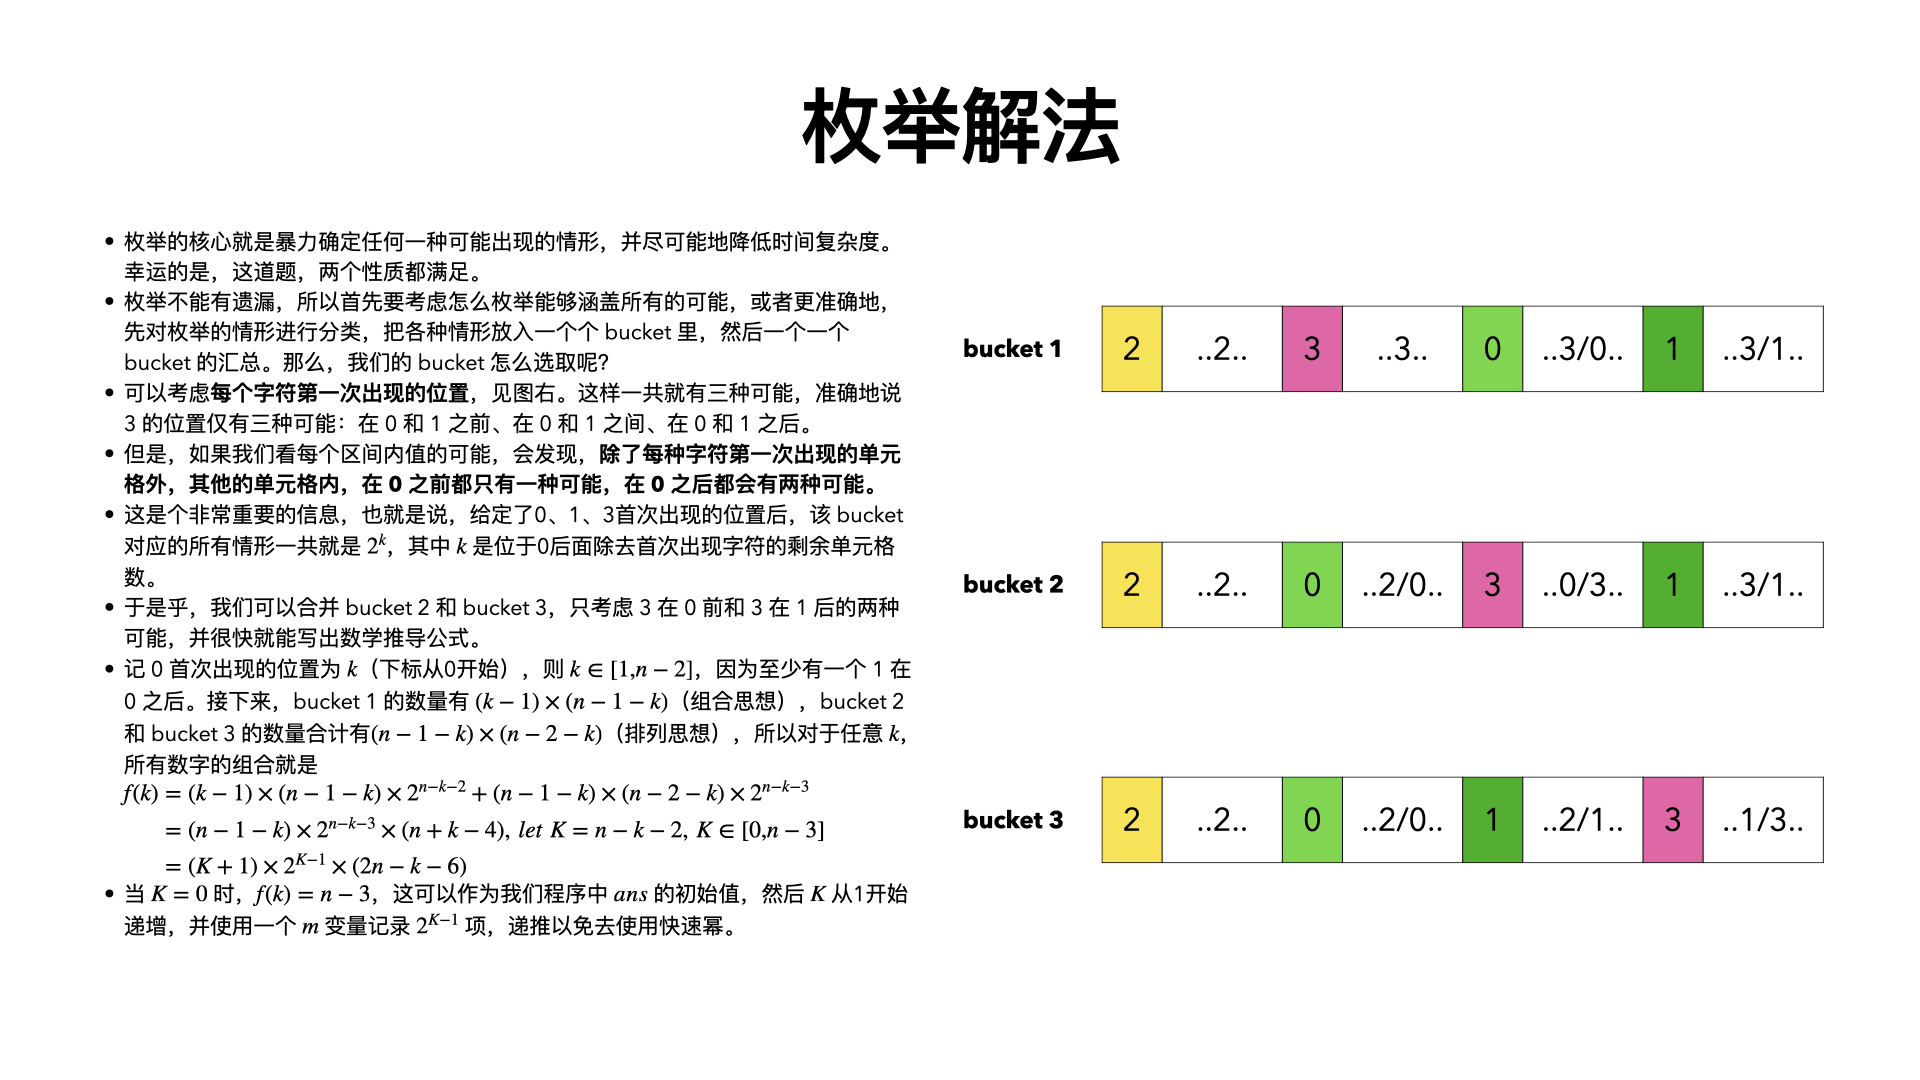 枚举解法
• 枚举的核心就是暴力确定任何一种可能出现的情形，并尽可能地降低时间复杂度。
幸运的是，这道题，两个性质都满足。
• 枚举不能有遗漏，所以首先要考虑怎么枚举能够涵盖所有的可能，或者更准确地，
先对枚举的情形进行分类，把各种情形放入一个个 bucket 里，然后一个一个
bucket 的汇总。那么，我们的 bucket 怎么选取呢？
• 可以考虑每个字符第一次出现的位置，见图右。这样一共就有三种可能，准确地说
3 的位置仅有三种可能：在 0 和 1 之前、在 0 和 1 之间、在 0 和 1 之后。
• 但是，如果我们看每个区间内值的可能，会发现，除了每种字符第一次出现的单元
格外，其他的单元格内，在 0 之前都只有一种可能，在 0 之后都会有两种可能。
• 这是个非常重要的信息，也就是说，给定了0、1、3首次出现的位置后，该 bucket
对应的所有情形一共就是 2^k，其中 k 是位于0后面除去首次出现字符的剩余单元格
数。
• 于是乎，我们可以合并 bucket 2 和 bucket 3，只考虑 3 在 0 前和 3 在 1 后的两种
可能，并很快就能写出数学推导公式。
• 记 0 首次出现的位置为 k（下标从0开始），则 k ∈ [1,n − 2]，因为至少有一个 1 在
0 之后。接下来，bucket 1 的数量有 (k − 1) × (n − 1 − k)（组合思想），bucket 2
和 bucket 3 的数量合计有(n − 1 − k) × (n − 2 − k)（排列思想），所以对于任意 k，
所有数字的组合就是
f(k) = (k − 1) × (n − 1 − k) × 2^{n−k−2} + (n − 1 − k) × (n − 2 − k) × 2^{n−k−3}
= (n − 1 − k) × 2^{n−k−3} × (n + k − 4), let K = n − k − 2, K ∈ [0,n − 3]
= (K + 1) × 2^{K−1} × (2n − k − 6)
• 当 K = 0 时，f(k) = n − 3，这可以作为我们程序中 ans 的初始值，然后 K 从1开始
递增，并使用一个 m 变量记录 2^{K−1} 项，递推以免去使用快速幂。
bucket 1 2 ..2.. 3 ..3.. 0 ..3/0.. 1 ..3/1..
bucket 2 2 ..2.. 0 ..2/0.. 3 ..0/3.. 1 ..3/1..
bucket 3 2 ..2.. 0 ..2/0.. 1 ..2/1.. 3 ..1/3..